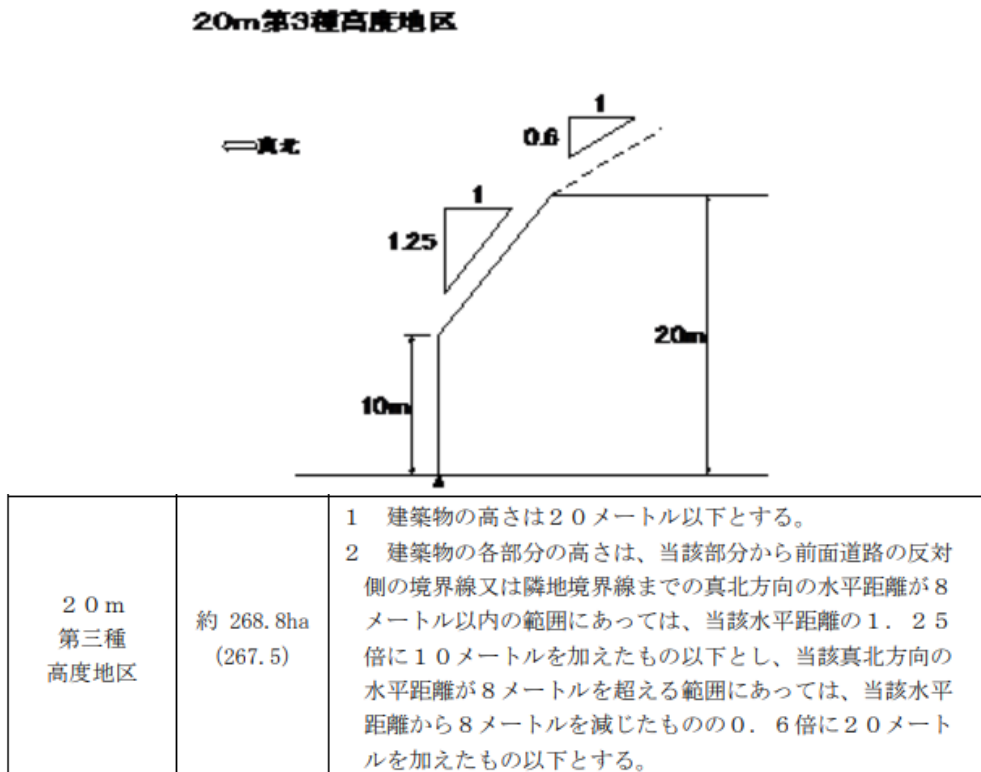 20m第3種高度地区
1
0.6
⇦真北
1
1.25
20m
10m
20m
第三種
高度地区
約 268.8ha
(267.5)
1 建築物の高さは20メートル以下とする。
2 建築物の各部分の高さは、当該部分から前面道路の反対
側の境界線又は隣地境界線までの真北方向の水平距離が8
メートル以内の範囲にあっては、当該水平距離の1.25
倍に10メートルを加えたもの以下とし、当該真北方向の
水平距離が8メートルを超える範囲にあっては、当該水平
距離から8メートルを減じたものの0.6倍に20メート
ルを加えたもの以下とする。